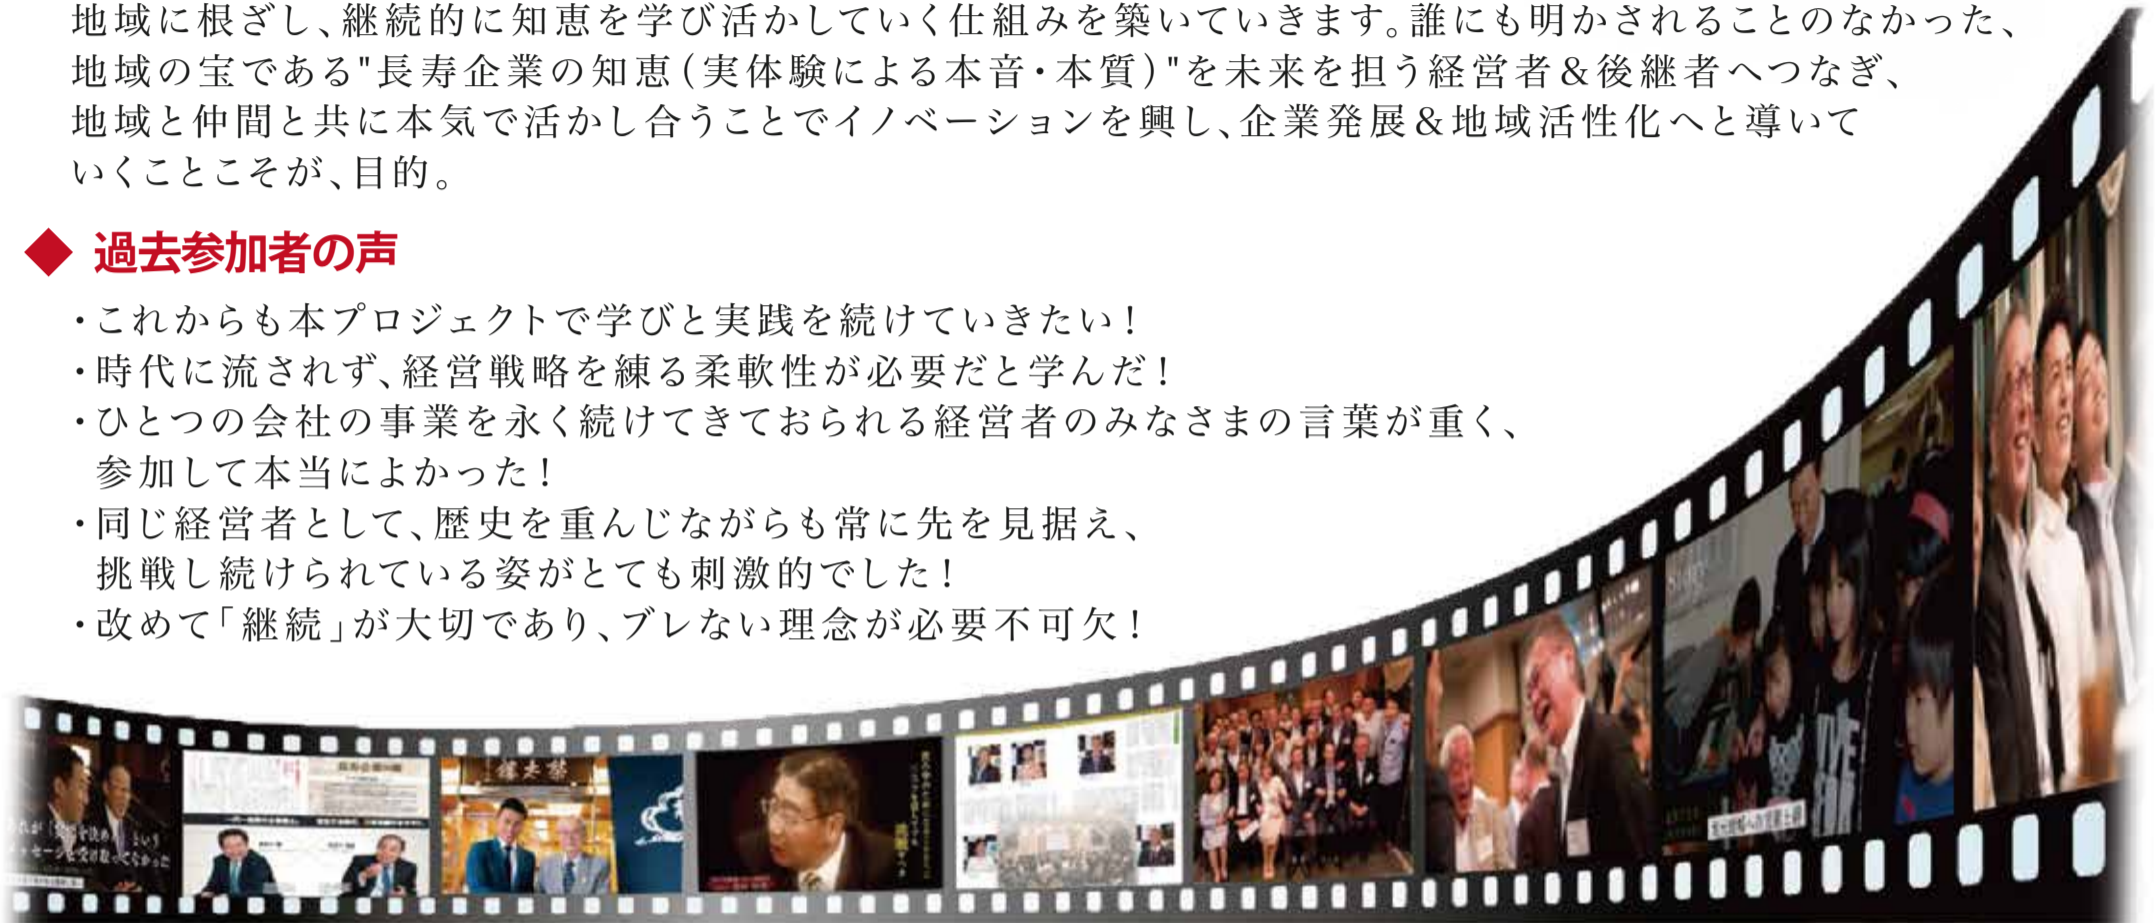 地域に根ざし、継続的に知恵を学び活かしていく仕組みを築いていきます。誰にも明かされることのなかった、
地域の宝である"長寿企業の知恵(実体験による本音・本質)"を未来を担う経営者&後継者へつなぎ、
地域と仲間と共に本気で活かし合うことでイノベーションを興し、企業発展&地域活性化へと導いて
いくことこそが、目的。
◆ 過去参加者の声
・これからも本プロジェクトで学びと実践を続けていきたい!
・時代に流されず、経営戦略を練る柔軟性が必要だと学んだ!
・ひとつの会社の事業を永く続けてきておられる経営者のみなさまの言葉が重く、
参加して本当によかった!
・同じ経営者として、歴史を重んじながらも常に先を見据え、
挑戦し続けられている姿がとても刺激的でした!
・改めて「継続」が大切であり、ブレない理念が必要不可欠!